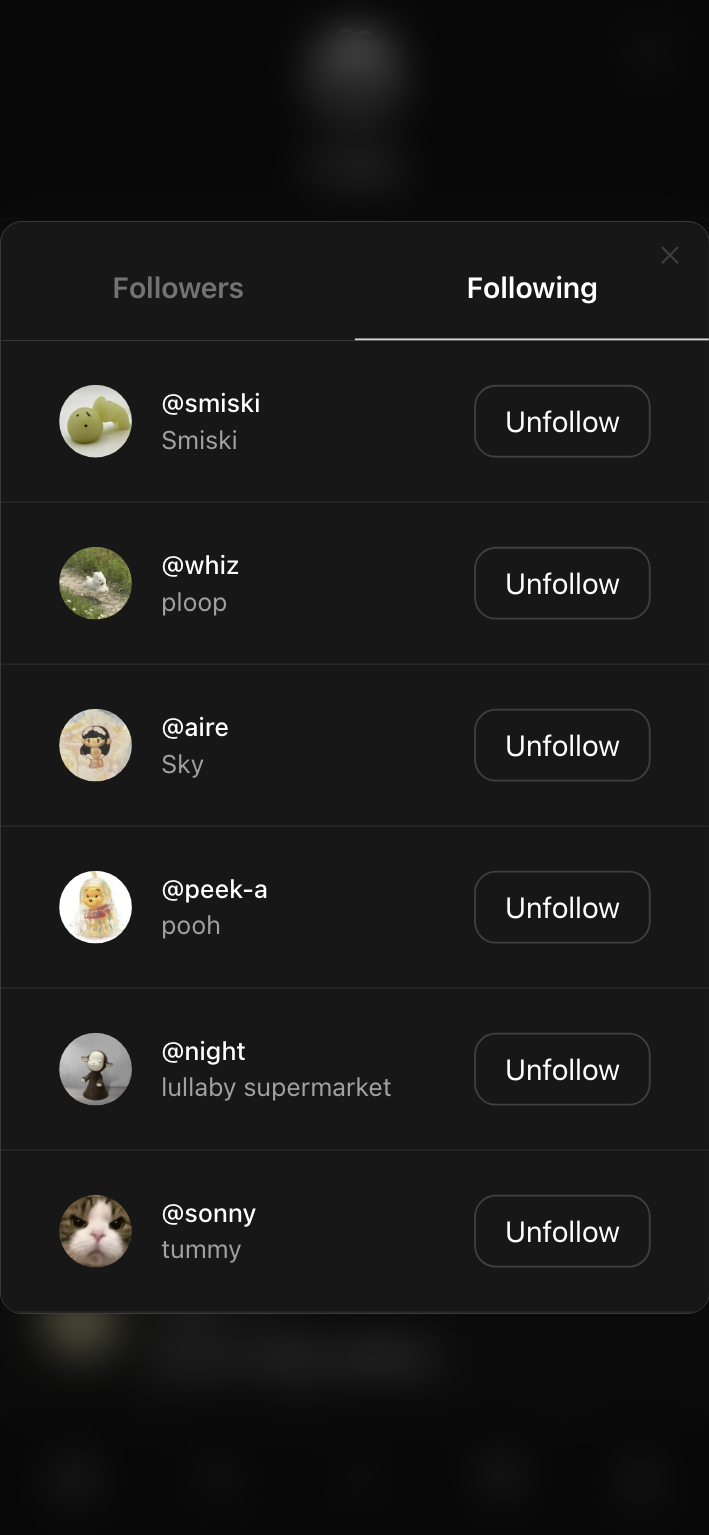 Followers
Following
@smiski
Smiski
Unfollow
@whiz
ploop
Unfollow
@aire
Sky
Unfollow
@peek-a
pooh
Unfollow
@night
lullaby supermarket
Unfollow
@sonny
tummy
Unfollow